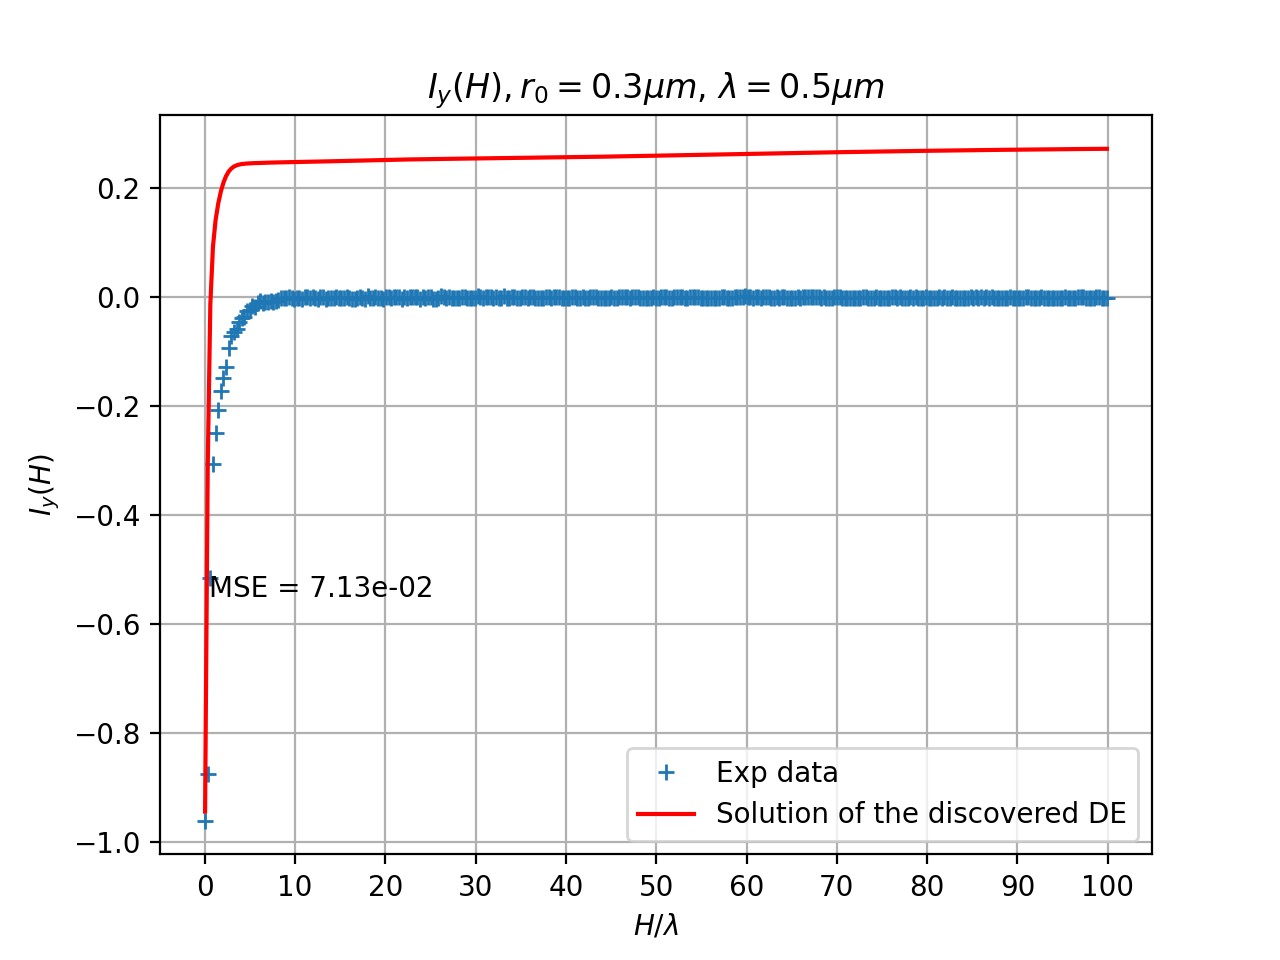 I_y(H), r_0 = 0.3μm, λ = 0.5μm
0.2
0.0
−0.2
−0.4
−0.6
−0.8
−1.0
I_y(H)
MSE = 7.13e-02
Exp data
Solution of the discovered DE
0 10 20 30 40 50 60 70 80 90 100
H/λ